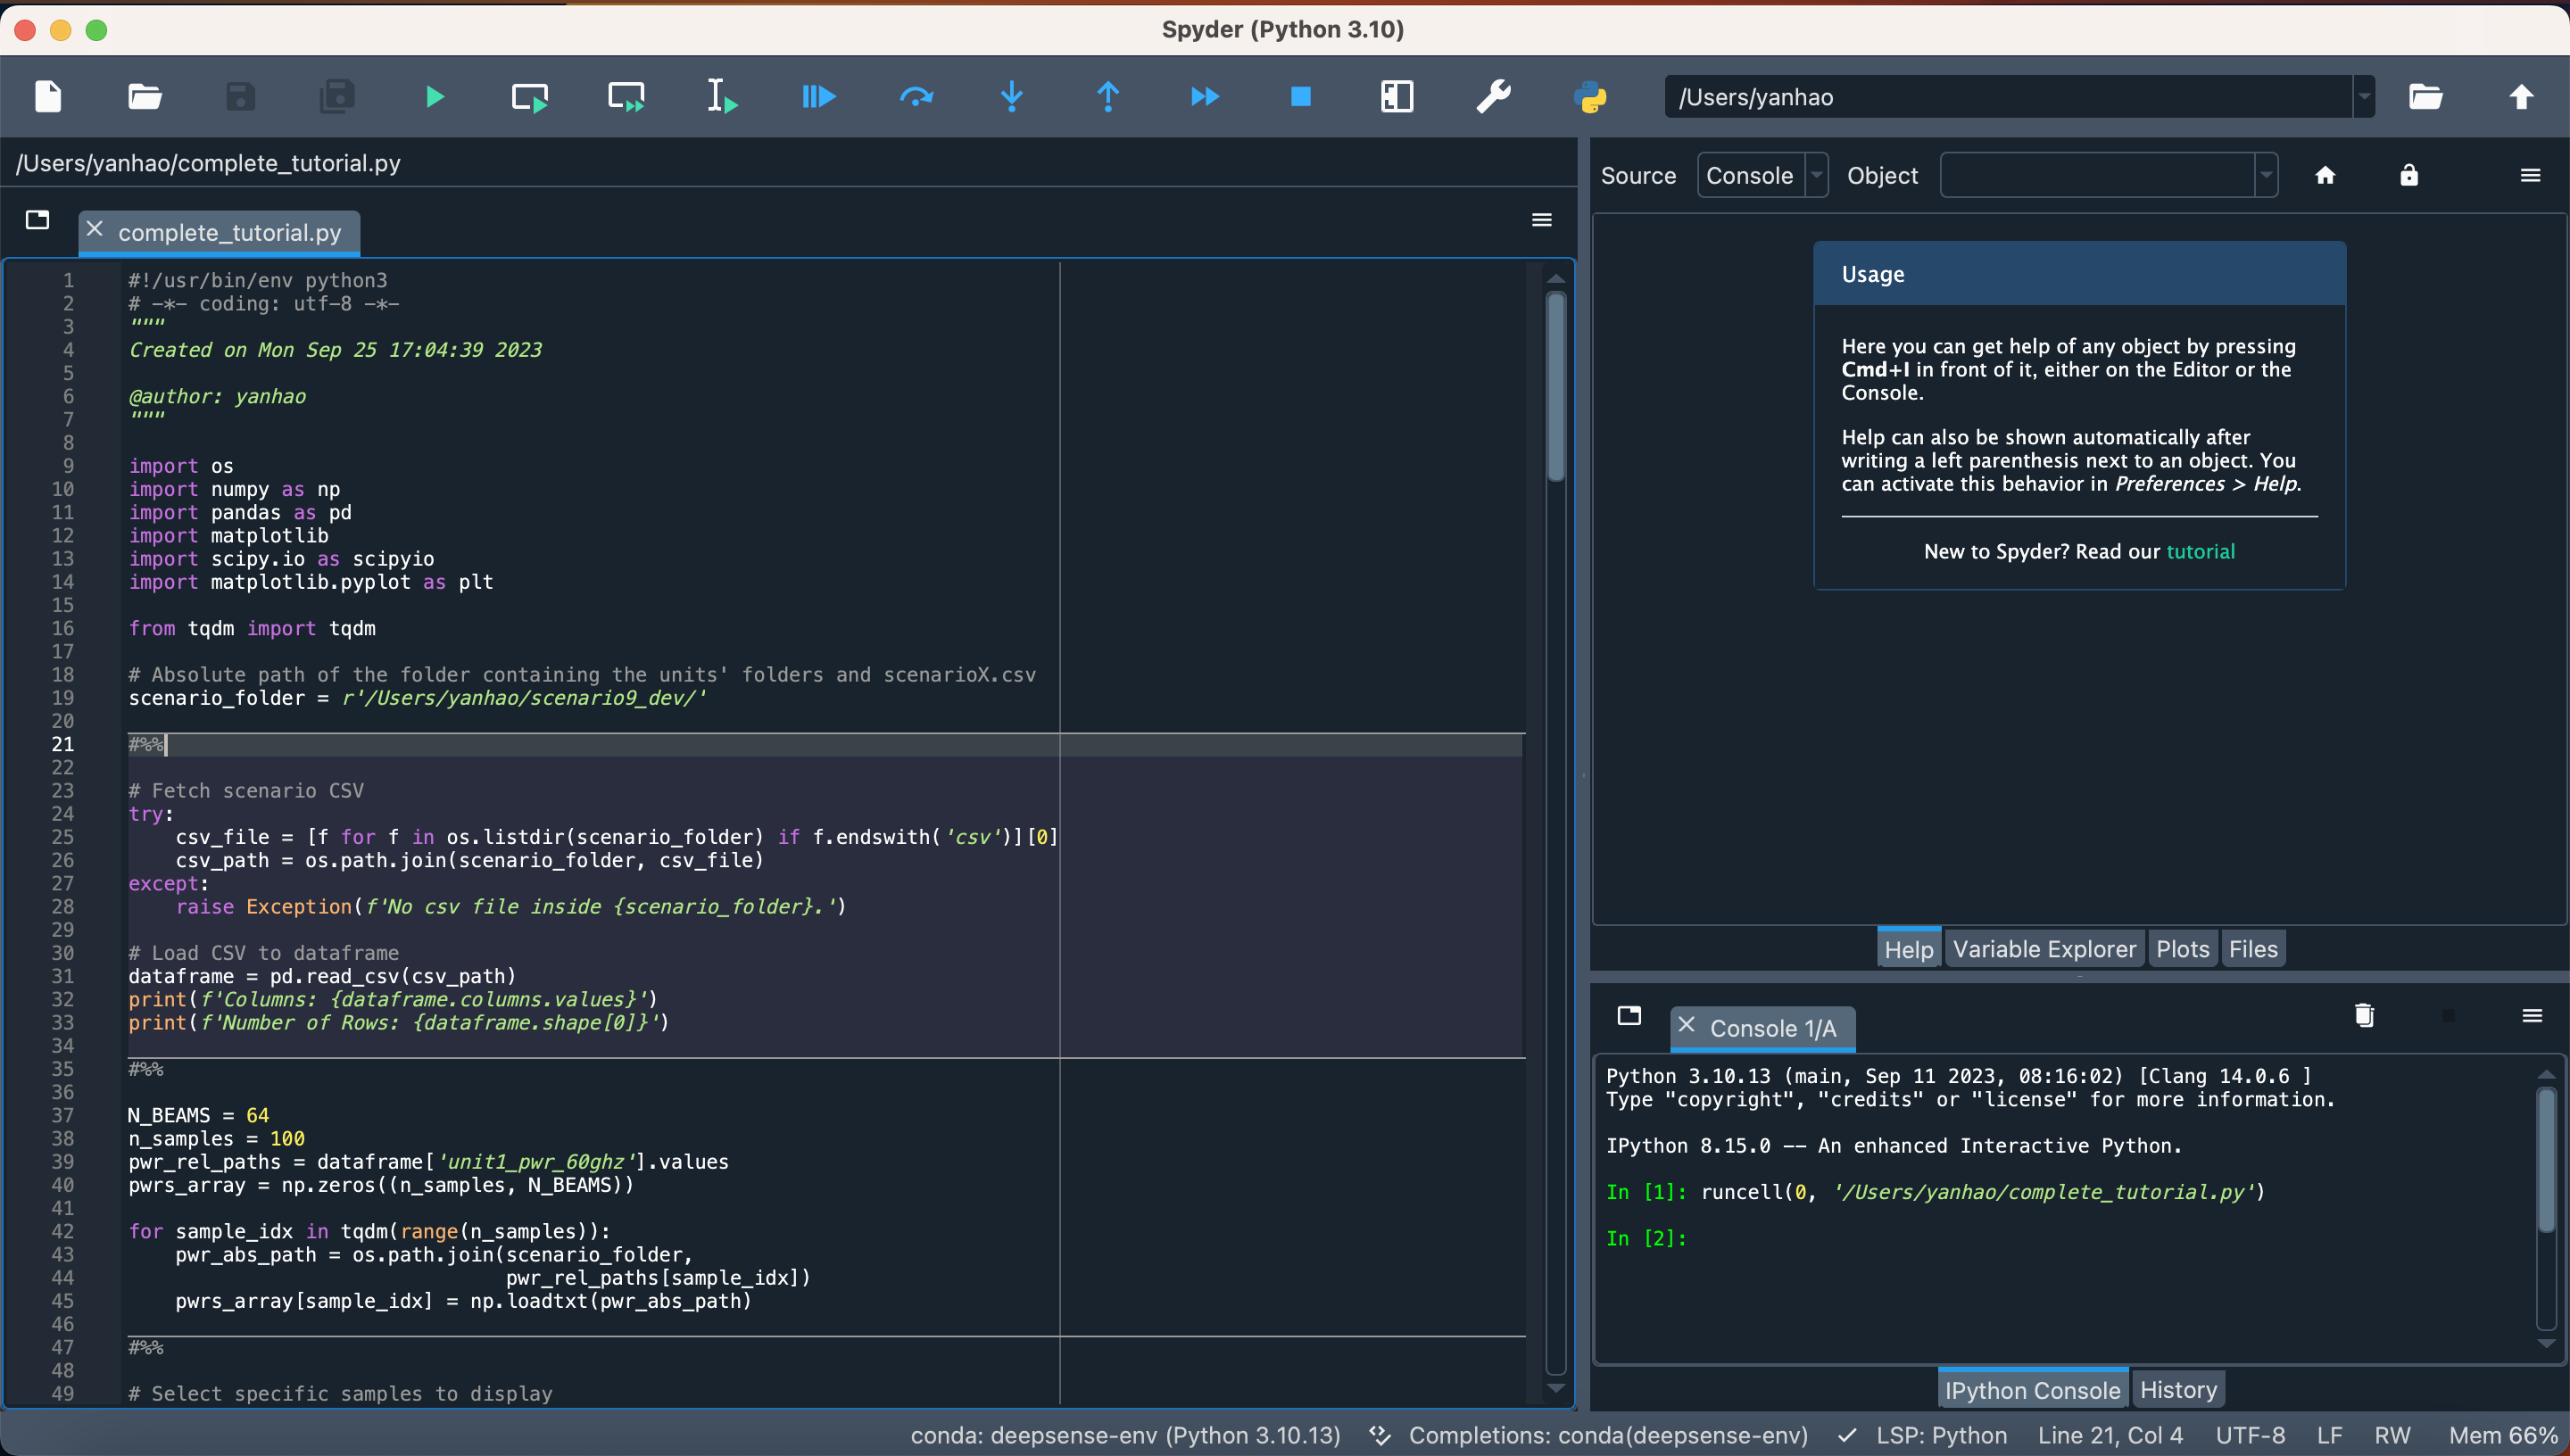 Spyder (Python 3.10)
/Users/yanhao
/Users/yanhao/complete_tutorial.py
complete_tutorial.py
1 #!/usr/bin/env python3
2 # -*- coding: utf-8 -*-
3 """
4 Created on Mon Sep 25 17:04:39 2023
5
6 @author: yanhao
7 """
8
9 import os
10 import numpy as np
11 import pandas as pd
12 import matplotlib
13 import scipy.io as scipyio
14 import matplotlib.pyplot as plt
15
16 from tqdm import tqdm
17
18 # Absolute path of the folder containing the units' folders and scenarioX.csv
19 scenario_folder = r'/Users/yanhao/scenario9_dev/'
20
21 #%%
22
23 # Fetch scenario CSV
24 try:
25     csv_file = [f for f in os.listdir(scenario_folder) if f.endswith('csv')][0]
26     csv_path = os.path.join(scenario_folder, csv_file)
27 except:
28     raise Exception(f'No csv file inside {scenario_folder}.')
29
30 # Load CSV to dataframe
31 dataframe = pd.read_csv(csv_path)
32 print(f'Columns: {dataframe.columns.values}')
33 print(f'Number of Rows: {dataframe.shape[0]}')
34
35 #%%
36
37 N_BEAMS = 64
38 n_samples = 100
39 pwr_rel_paths = dataframe['unit1_pwr_60ghz'].values
40 pwrs_array = np.zeros((n_samples, N_BEAMS))
41
42 for sample_idx in tqdm(range(n_samples)):
43     pwr_abs_path = os.path.join(scenario_folder,
44                                 pwr_rel_paths[sample_idx])
45     pwrs_array[sample_idx] = np.loadtxt(pwr_abs_path)
46
47 #%%
48
49 # Select specific samples to display
Source Console Object
Usage
Here you can get help of any object by pressing
Cmd+I in front of it, either on the Editor or the
Console.
Help can also be shown automatically after
writing a left parenthesis next to an object. You
can activate this behavior in Preferences > Help.
New to Spyder? Read our tutorial
Help Variable Explorer Plots Files
Console 1/A
Python 3.10.13 (main, Sep 11 2023, 08:16:02) [Clang 14.0.6 ]
Type "copyright", "credits" or "license" for more information.
IPython 8.15.0 -- An enhanced Interactive Python.
In [1]: runcell(0, '/Users/yanhao/complete_tutorial.py')
In [2]:
IPython Console History
conda: deepsense-env (Python 3.10.13) Completions: conda(deepsense-env) LSP: Python Line 21, Col 4 UTF-8 LF RW Mem 66%